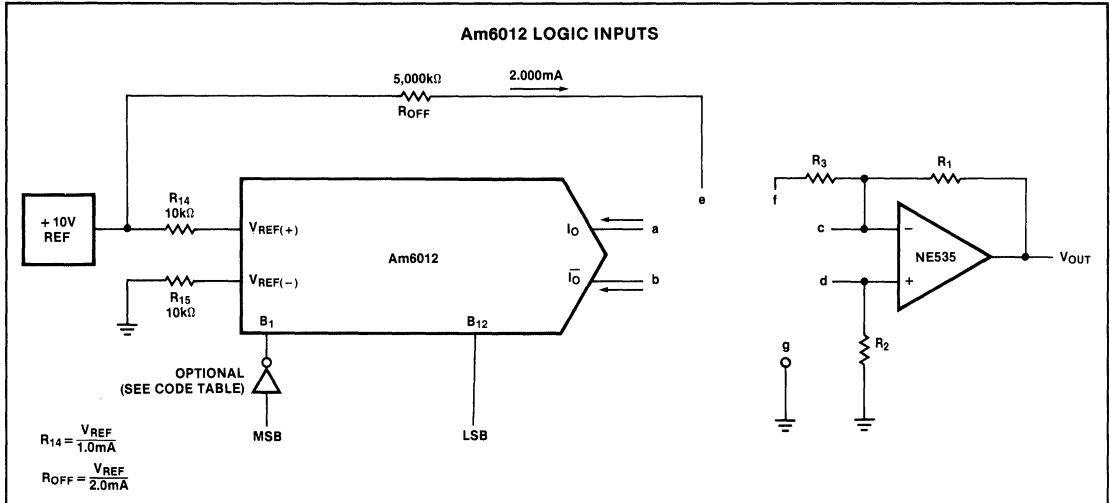 Am6012 LOGIC INPUTS
5,000kΩ
2.000mA
ROFF
e
R3
R1
f
+ 10V
REF
R14
10kΩ
VREF(+)
IO
a
c
−
Am6012
NE535
VOUT
VREF(−)
IO
b
d
+
R15
10kΩ
B1
B12
g
R2
OPTIONAL
(SEE CODE TABLE)
MSB
LSB
R14 = VREF
1.0mA
ROFF = VREF
2.0mA